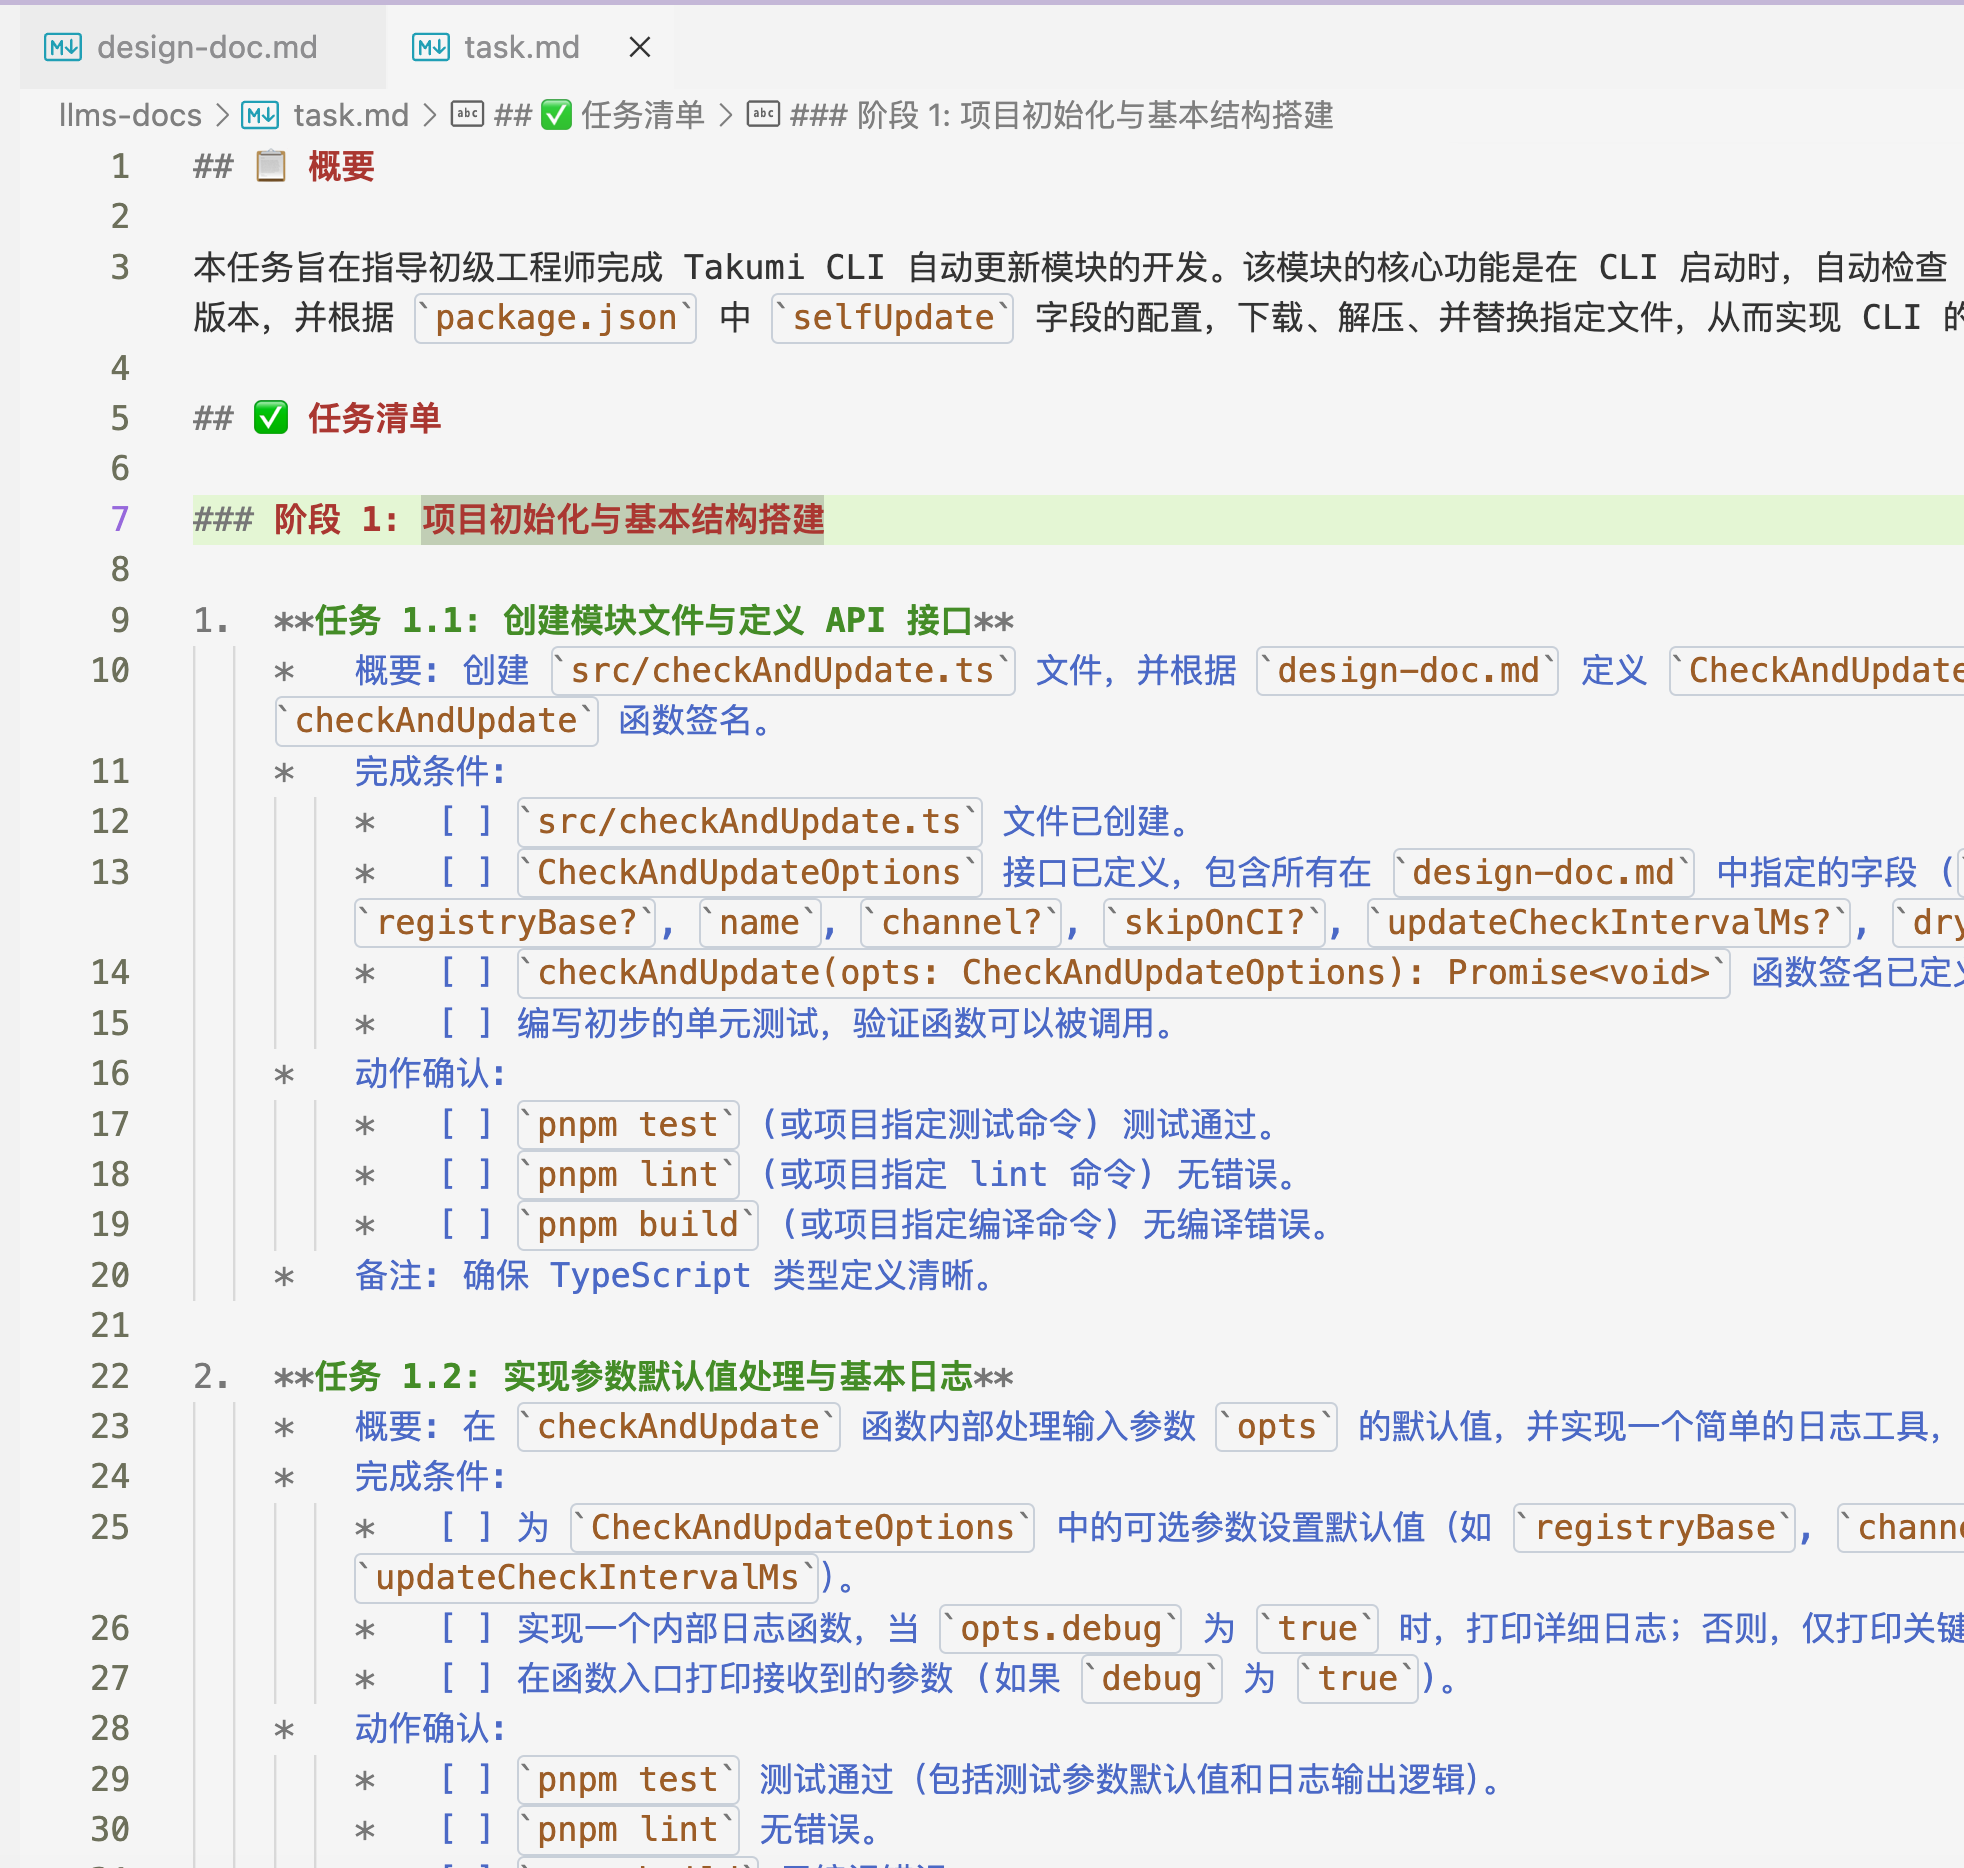 design-doc.md
task.md
llms-docs > task.md > ## ✅ 任务清单 > ### 阶段 1: 项目初始化与基本结构搭建
1 ## 📋 概要
2
3 本任务旨在指导初级工程师完成 Takumi CLI 自动更新模块的开发。该模块的核心功能是在 CLI 启动时，自动检查
版本，并根据 `package.json` 中 `selfUpdate` 字段的配置，下载、解压、并替换指定文件，从而实现 CLI 的
4
5 ## ✅ 任务清单
6
7 ### 阶段 1: 项目初始化与基本结构搭建
8
9 1. **任务 1.1: 创建模块文件与定义 API 接口**
10 * 概要: 创建 `src/checkAndUpdate.ts` 文件，并根据 `design-doc.md` 定义 `CheckAndUpdate
`checkAndUpdate` 函数签名。
11 * 完成条件:
12 * [ ] `src/checkAndUpdate.ts` 文件已创建。
13 * [ ] `CheckAndUpdateOptions` 接口已定义，包含所有在 `design-doc.md` 中指定的字段 (`
`registryBase?`, `name`, `channel?`, `skipOnCI?`, `updateCheckIntervalMs?`, `dry
14 * [ ] `checkAndUpdate(opts: CheckAndUpdateOptions): Promise<void>` 函数签名已定义
15 * [ ] 编写初步的单元测试，验证函数可以被调用。
16 * 动作确认:
17 * [ ] `pnpm test` (或项目指定测试命令) 测试通过。
18 * [ ] `pnpm lint` (或项目指定 lint 命令) 无错误。
19 * [ ] `pnpm build` (或项目指定编译命令) 无编译错误。
20 * 备注: 确保 TypeScript 类型定义清晰。
21
22 2. **任务 1.2: 实现参数默认值处理与基本日志**
23 * 概要: 在 `checkAndUpdate` 函数内部处理输入参数 `opts` 的默认值，并实现一个简单的日志工具，
24 * 完成条件:
25 * [ ] 为 `CheckAndUpdateOptions` 中的可选参数设置默认值 (如 `registryBase`, `channe
`updateCheckIntervalMs`)。
26 * [ ] 实现一个内部日志函数，当 `opts.debug` 为 `true` 时，打印详细日志；否则，仅打印关键
27 * [ ] 在函数入口打印接收到的参数 (如果 `debug` 为 `true`)。
28 * 动作确认:
29 * [ ] `pnpm test` 测试通过 (包括测试参数默认值和日志输出逻辑)。
30 * [ ] `pnpm lint` 无错误。